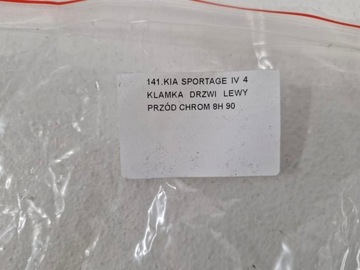 141.KIA SPORTAGE IV 4
KLAMKA DRZWI LEWY
PRZÓD CHROM 8H 90